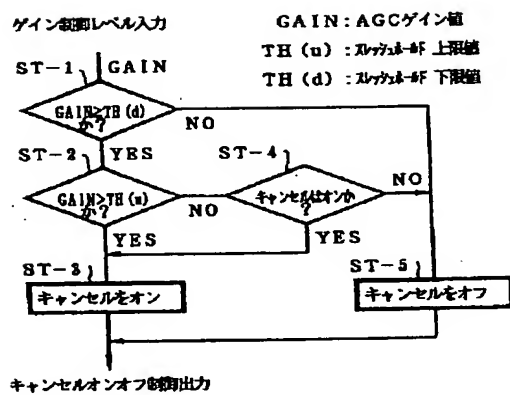 ゲイン制御レベル入力
GAIN:AGCゲイン値
TH(u):スレッショホールド 上限値
TH(d):スレッショホールド 下限値
ST-1
GAIN
GAIN>TH(d)
か?
NO
YES
ST-2
ST-4
GAIN>TH(u)
か?
NO
キャンセルはオンか
?
NO
YES
YES
ST-3
キャンセルをオン
ST-5
キャンセルをオフ
キャンセルオンオフ制御出力